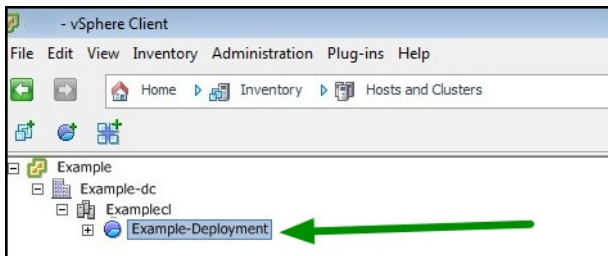 - vSphere Client
File Edit View Inventory Administration Plug-ins Help
Home Inventory Hosts and Clusters
Example
Example-dc
Examplecl
Example-Deployment